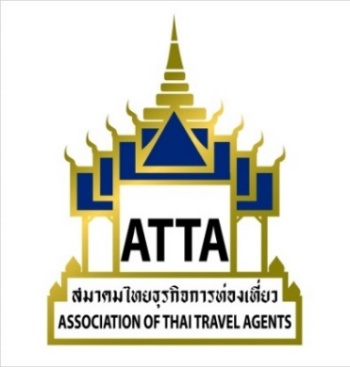 ATTA
สมาคมไทยธุรกิจการท่องเที่ยว
ASSOCIATION OF THAI TRAVEL AGENTS